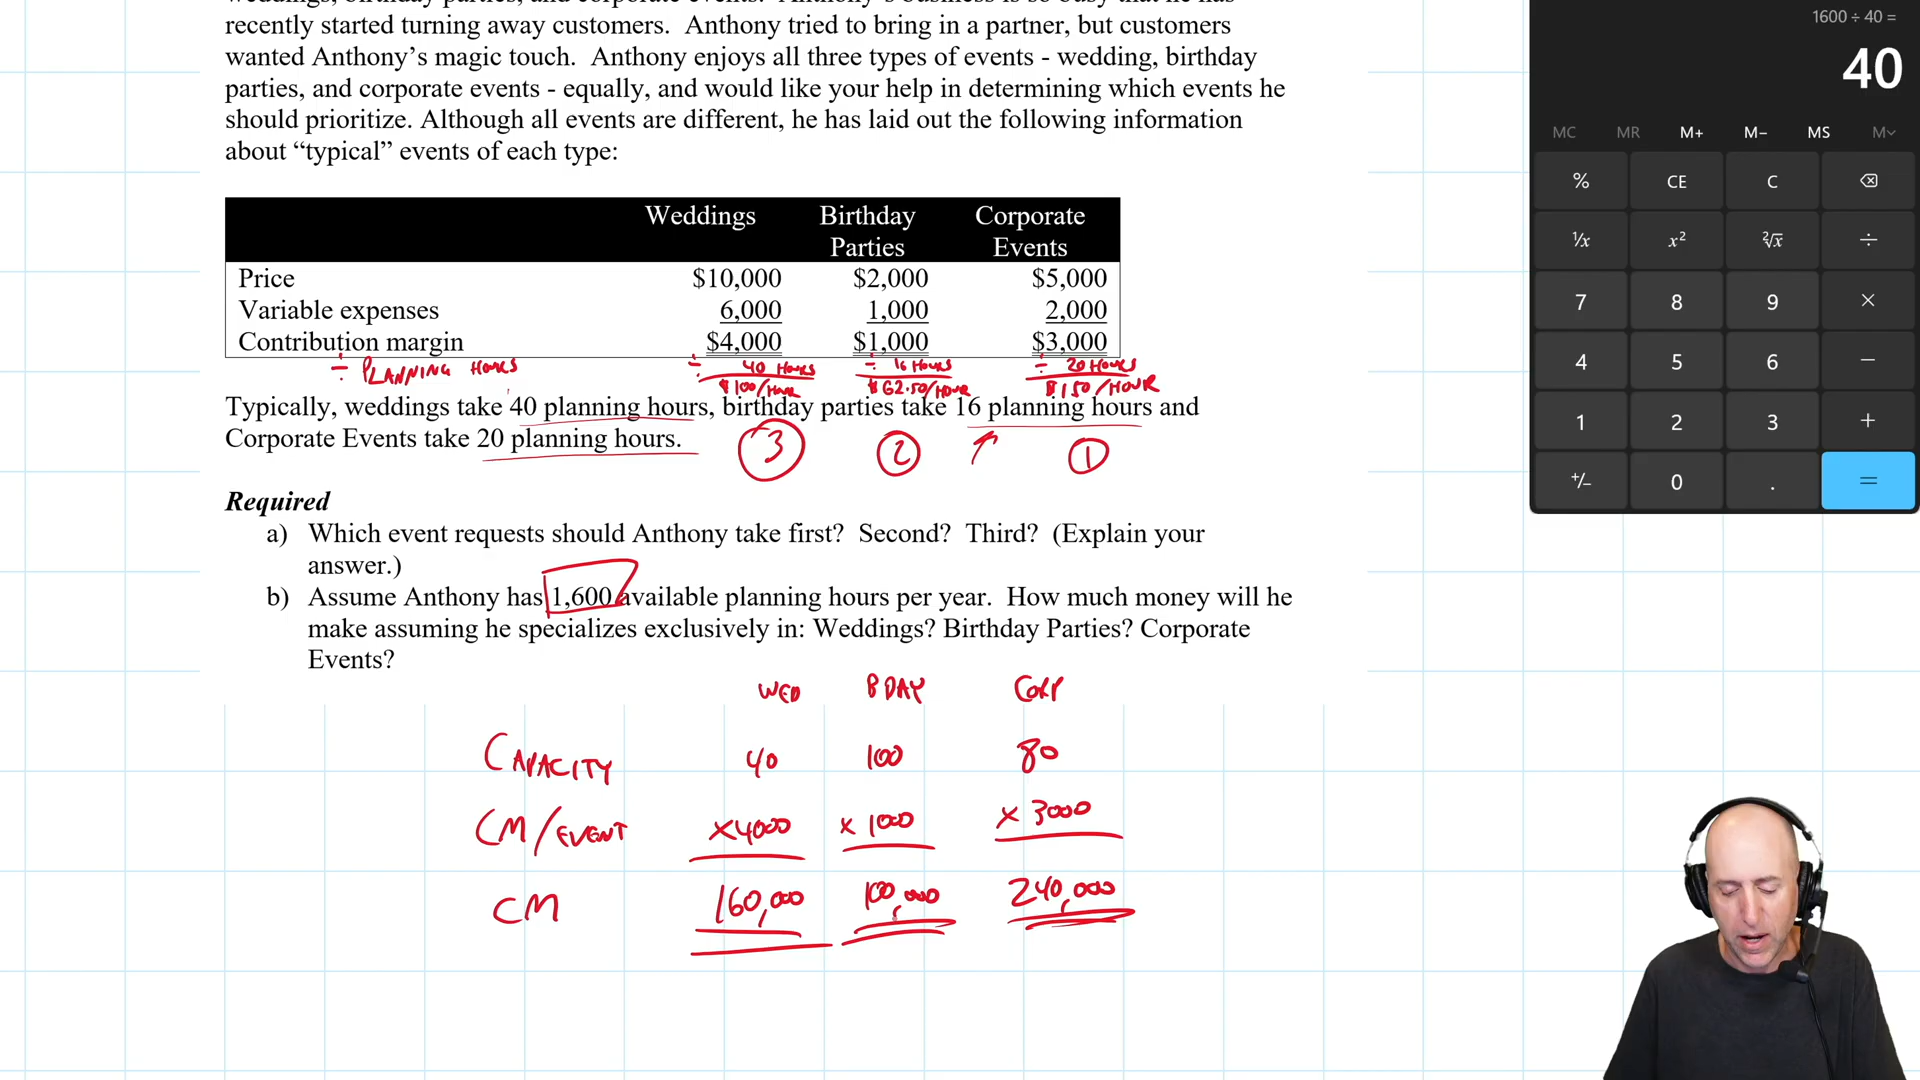 weddings, birthday parties, and corporate events. Anthony's business is so busy that he has
recently started turning away customers. Anthony tried to bring in a partner, but customers
wanted Anthony's magic touch. Anthony enjoys all three types of events - wedding, birthday
parties, and corporate events - equally, and would like your help in determining which events he
should prioritize. Although all events are different, he has laid out the following information
about “typical” events of each type:
Weddings Birthday Parties Corporate Events
Price $10,000 $2,000 $5,000
Variable expenses 6,000 1,000 2,000
Contribution margin $4,000 $1,000 $3,000
÷ PLANNING HOURS ÷ 40 HOURS ÷ 16 HOURS ÷ 20 HOURS
$100/HOUR $62.50/HOUR $150/HOUR
Typically, weddings take 40 planning hours, birthday parties take 16 planning hours and
Corporate Events take 20 planning hours.
3 2 1
Required
a) Which event requests should Anthony take first? Second? Third? (Explain your
answer.)
b) Assume Anthony has 1,600 available planning hours per year. How much money will he
make assuming he specializes exclusively in: Weddings? Birthday Parties? Corporate
Events?
WED BDAY CORP
CAPACITY 40 100 80
CM/EVENT x4000 x 1000 x 3000
CM 160,000 100,000 240,000
1600 ÷ 40 =
40
MC MR M+ M− MS M˅
% CE C ⌫
¹/x x² ²√x ÷
7 8 9 ×
4 5 6 −
1 2 3 +
+/− 0 . =